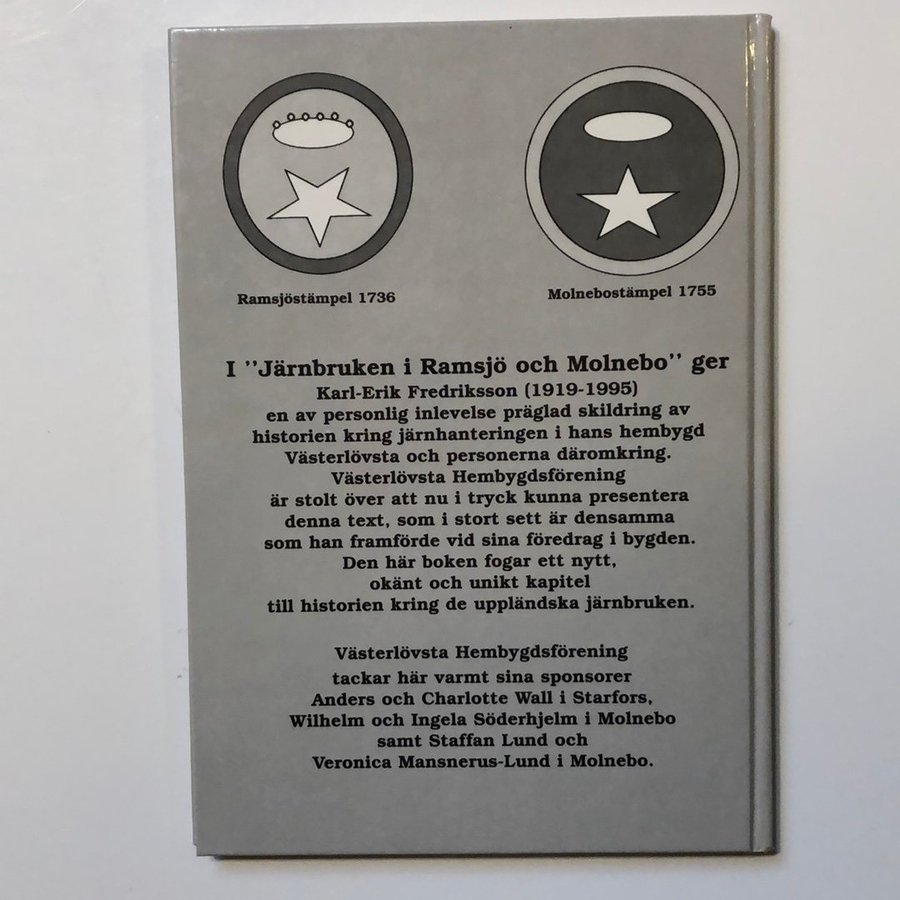 Ramsjöstämpel 1736
Molnebostämpel 1755
I "Järnbruken i Ramsjö och Molnebo" ger
Karl-Erik Fredriksson (1919-1995)
en av personlig inlevelse präglad skildring av
historien kring järnhanteringen i hans hembygd
Västerlövsta och personerna däromkring.
Västerlövsta Hembygdsförening
är stolt över att nu i tryck kunna presentera
denna text, som i stort sett är densamma
som han framförde vid sina föredrag i bygden.
Den här boken fogar ett nytt,
okänt och unikt kapitel
till historien kring de uppländska järnbruken.
Västerlövsta Hembygdsförening
tackar här varmt sina sponsorer
Anders och Charlotte Wall i Starfors,
Wilhelm och Ingela Söderhjelm i Molnebo
samt Staffan Lund och
Veronica Mansnerus-Lund i Molnebo.